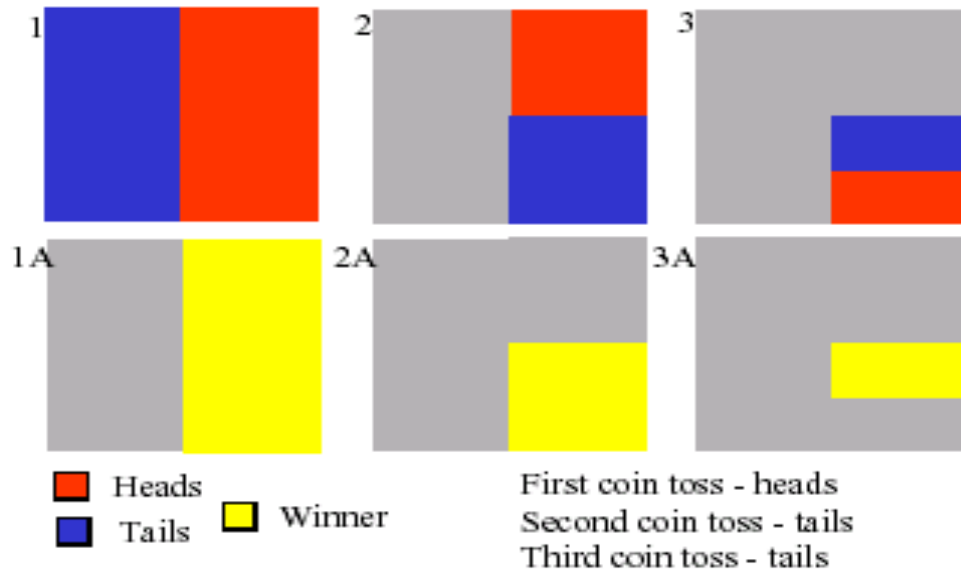 1
2
3
1A
2A
3A
Heads
Tails
Winner
First coin toss - heads
Second coin toss - tails
Third coin toss - tails